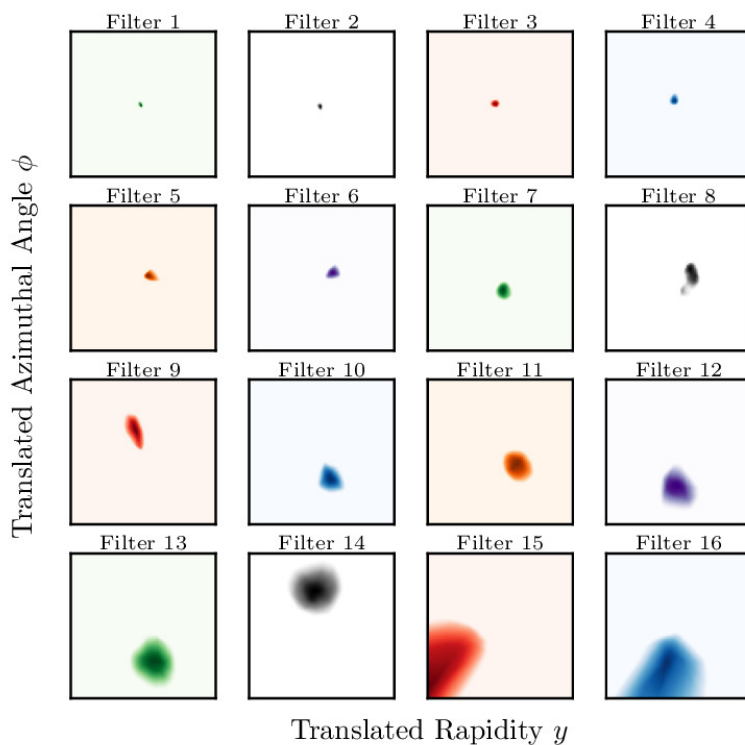 Filter 1 Filter 2 Filter 3 Filter 4
Filter 5 Filter 6 Filter 7 Filter 8
Filter 9 Filter 10 Filter 11 Filter 12
Filter 13 Filter 14 Filter 15 Filter 16
Translated Azimuthal Angle ϕ
Translated Rapidity y